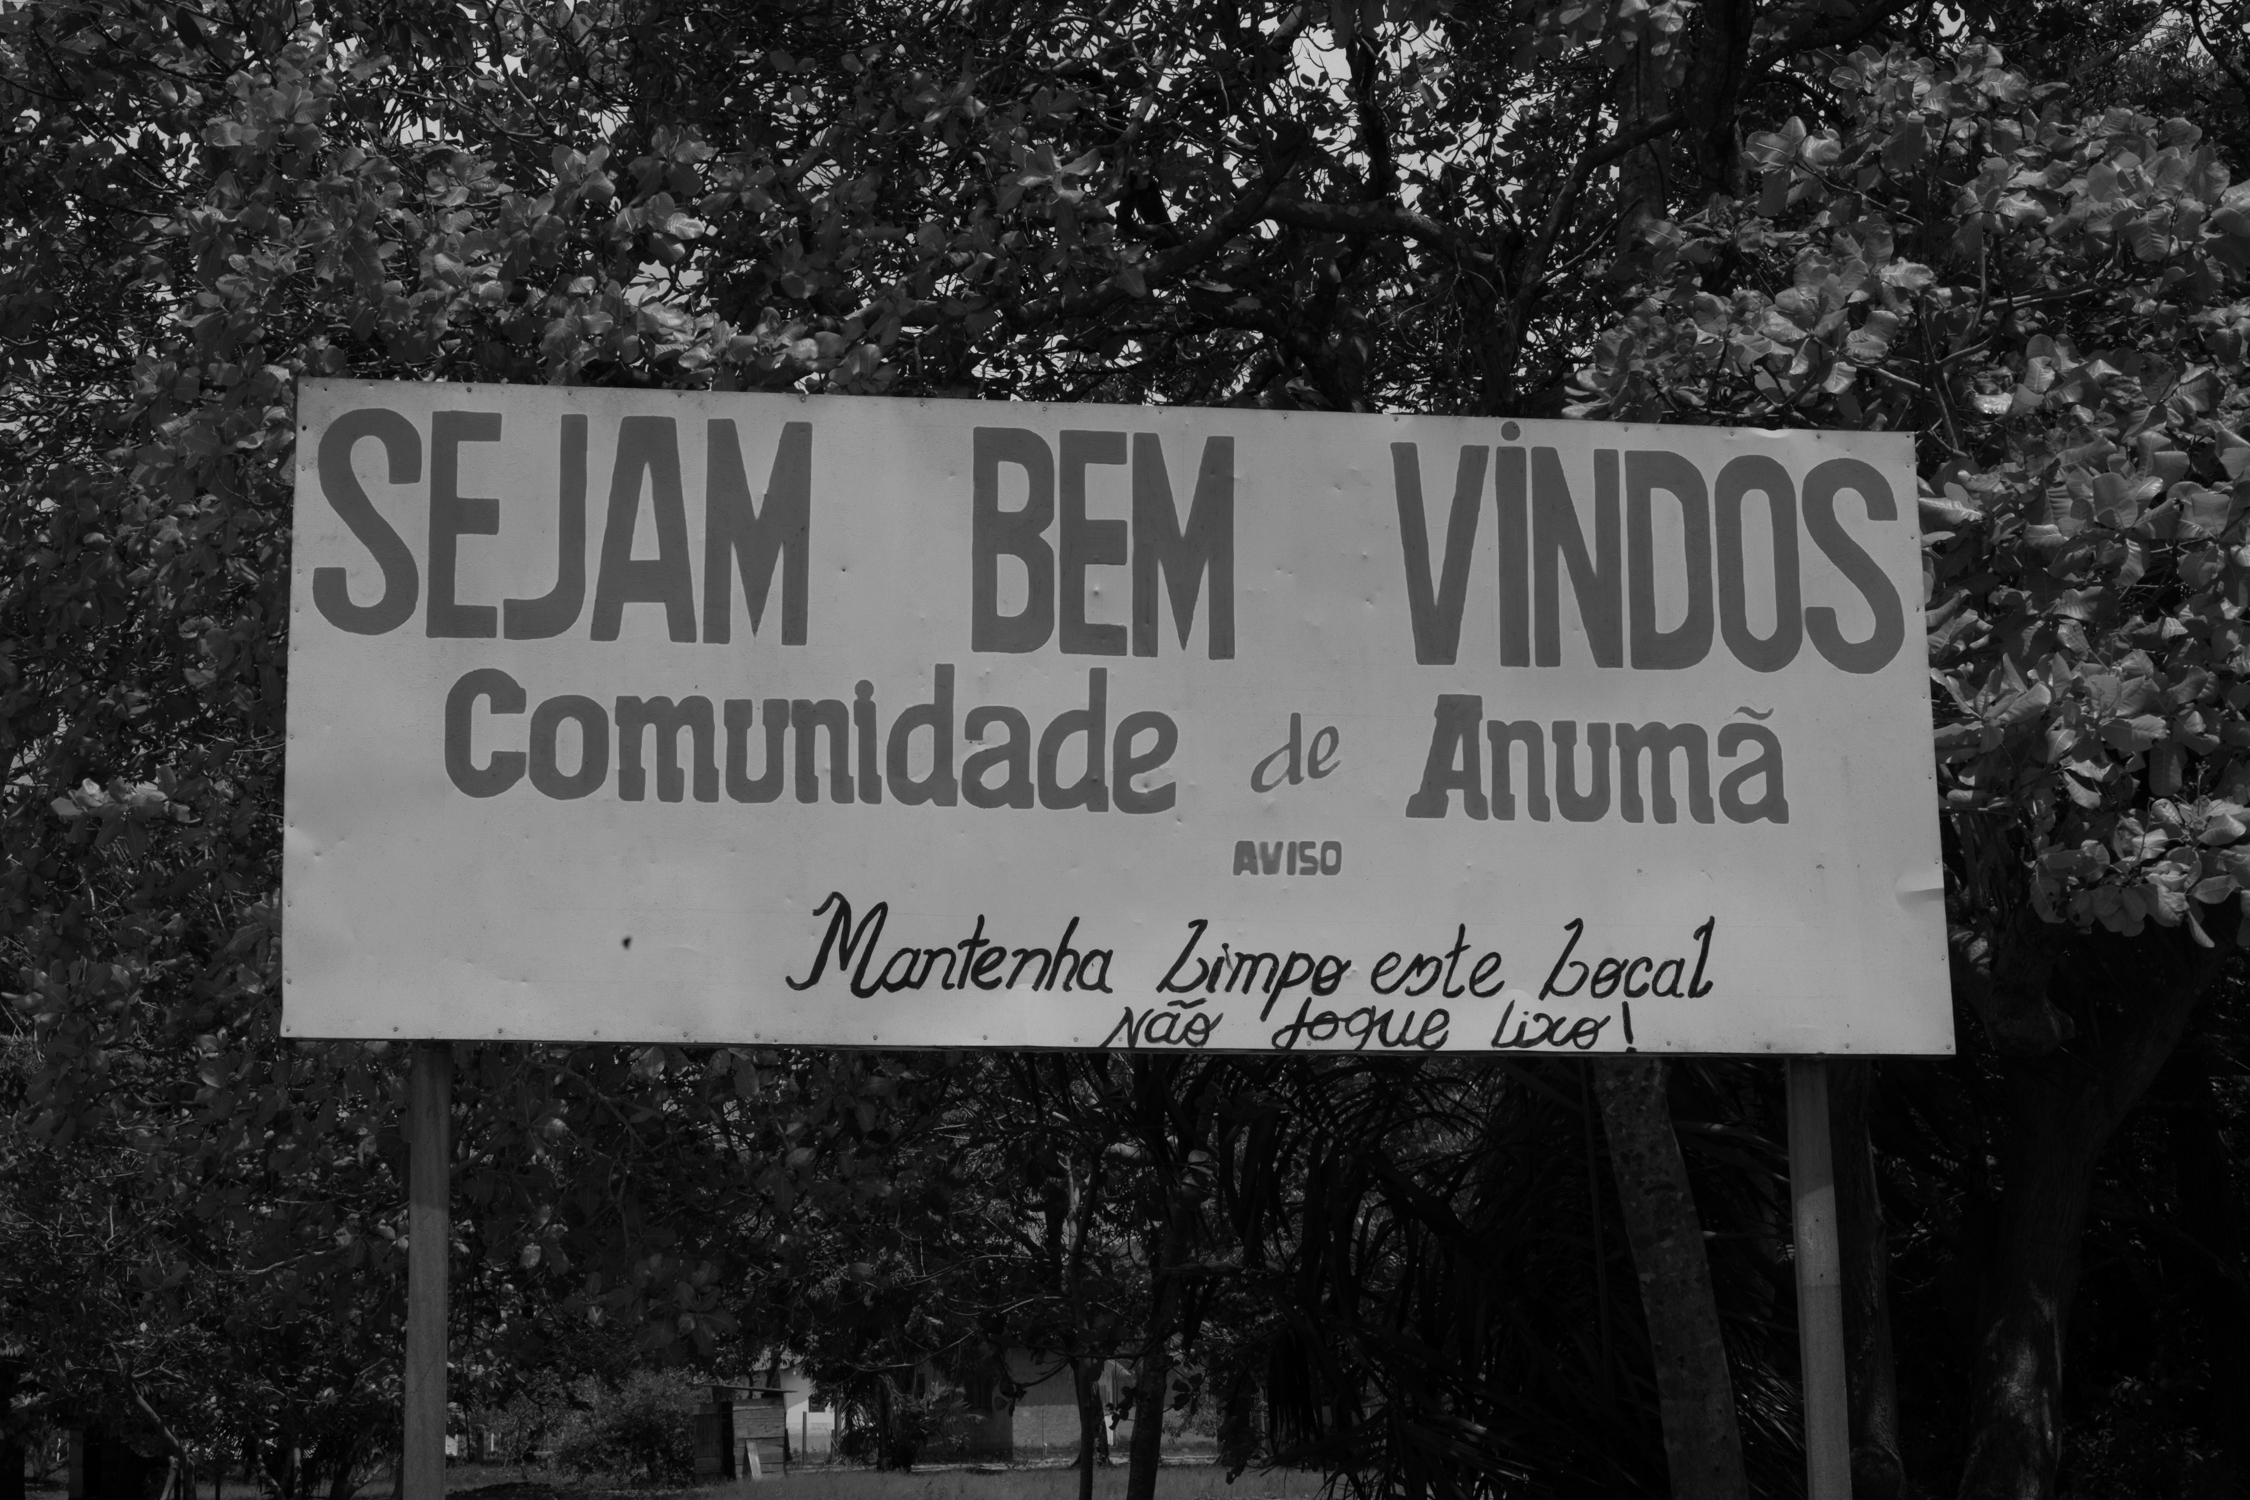 SEJAM BEM VINDOS
Comunidade de Anumã
AVISO
Mantenha Limpo este Local
Não Jogue Lixo!